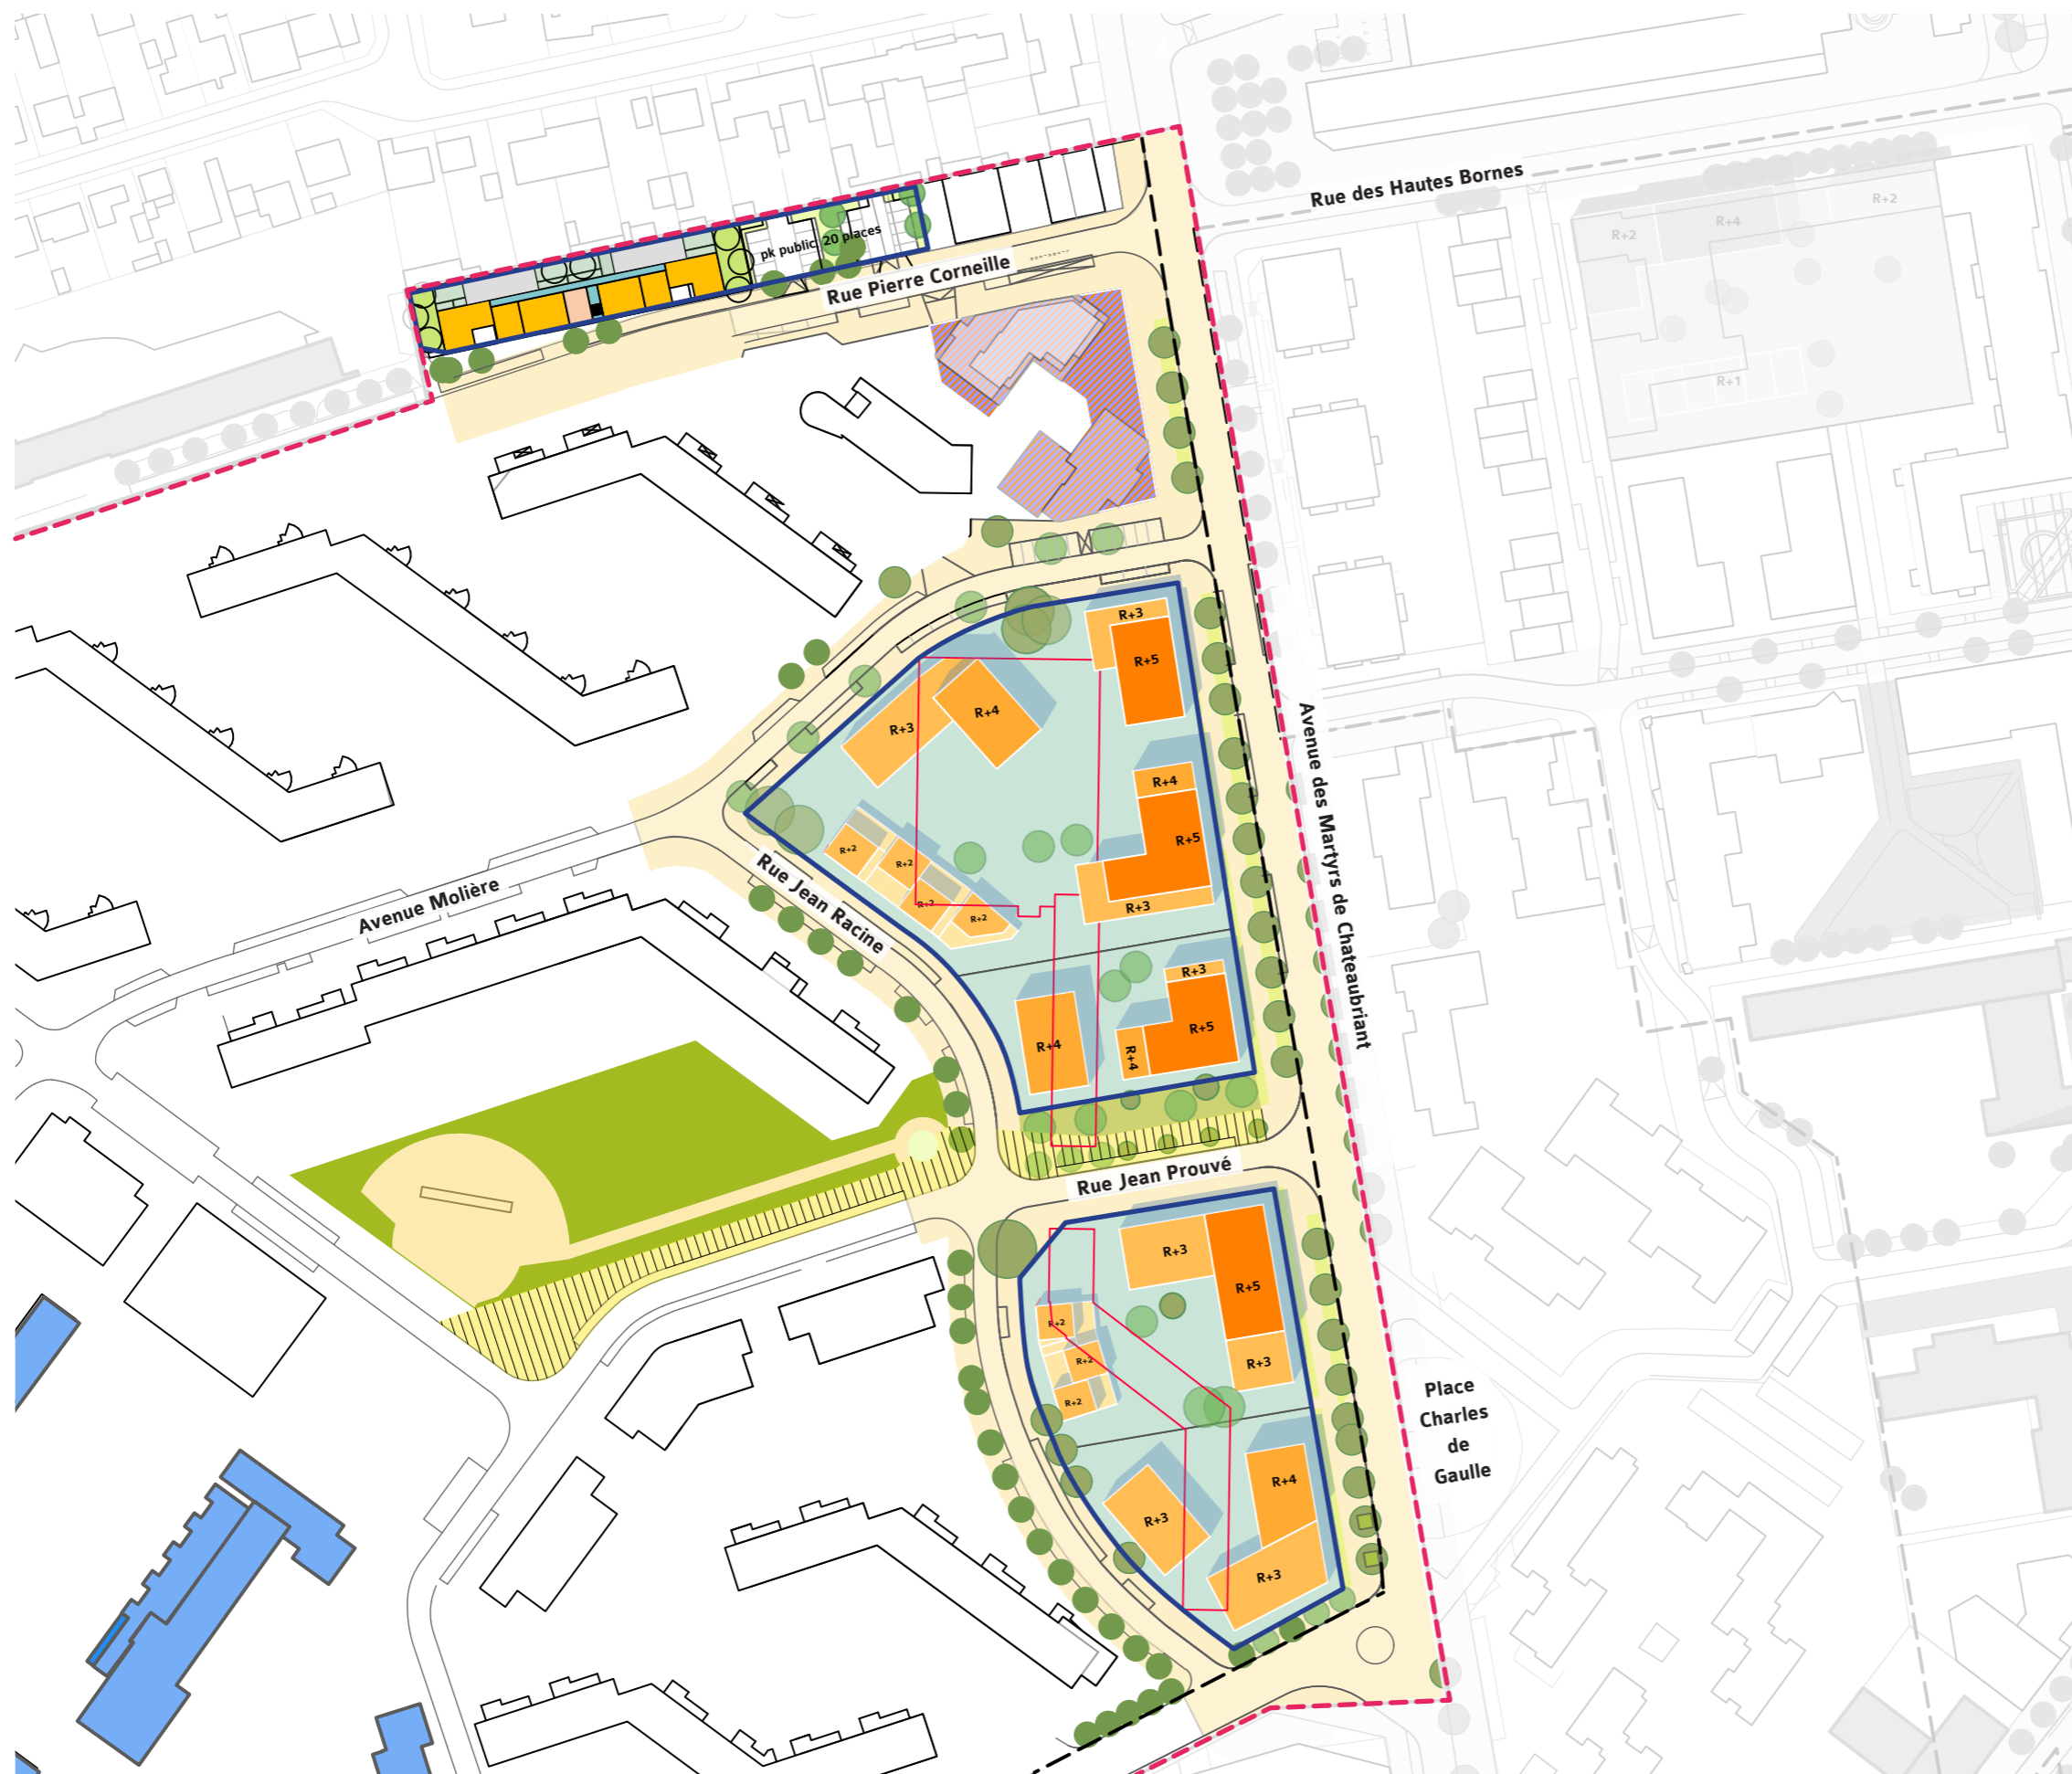 Rue des Hautes Bornes
R+2
R+4
R+2
R+1
pk public 20 places
Rue Pierre Corneille
R+3
R+5
R+4
R+3
R+4
R+5
R+3
R+2
R+2
R+2
R+2
Avenue des Martyrs de Chateaubriant
Rue Jean Racine
Avenue Molière
R+3
R+5
R+4
R+4
Rue Jean Prouvé
R+3
R+5
R+3
R+2
R+2
R+2
Place
Charles
de
Gaulle
R+4
R+3
R+3